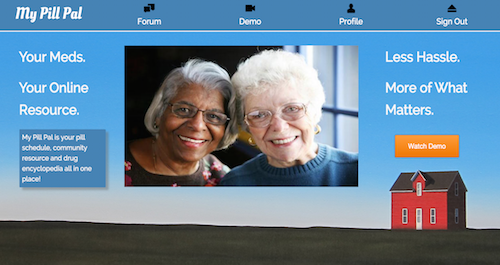 My Pill Pal
Forum
Demo
Profile
Sign Out
Your Meds.
Your Online
Resource.
My Pill Pal is your pill
schedule, community
resource and drug
encyclopedia all in one
place!
Less Hassle.
More of What
Matters.
Watch Demo